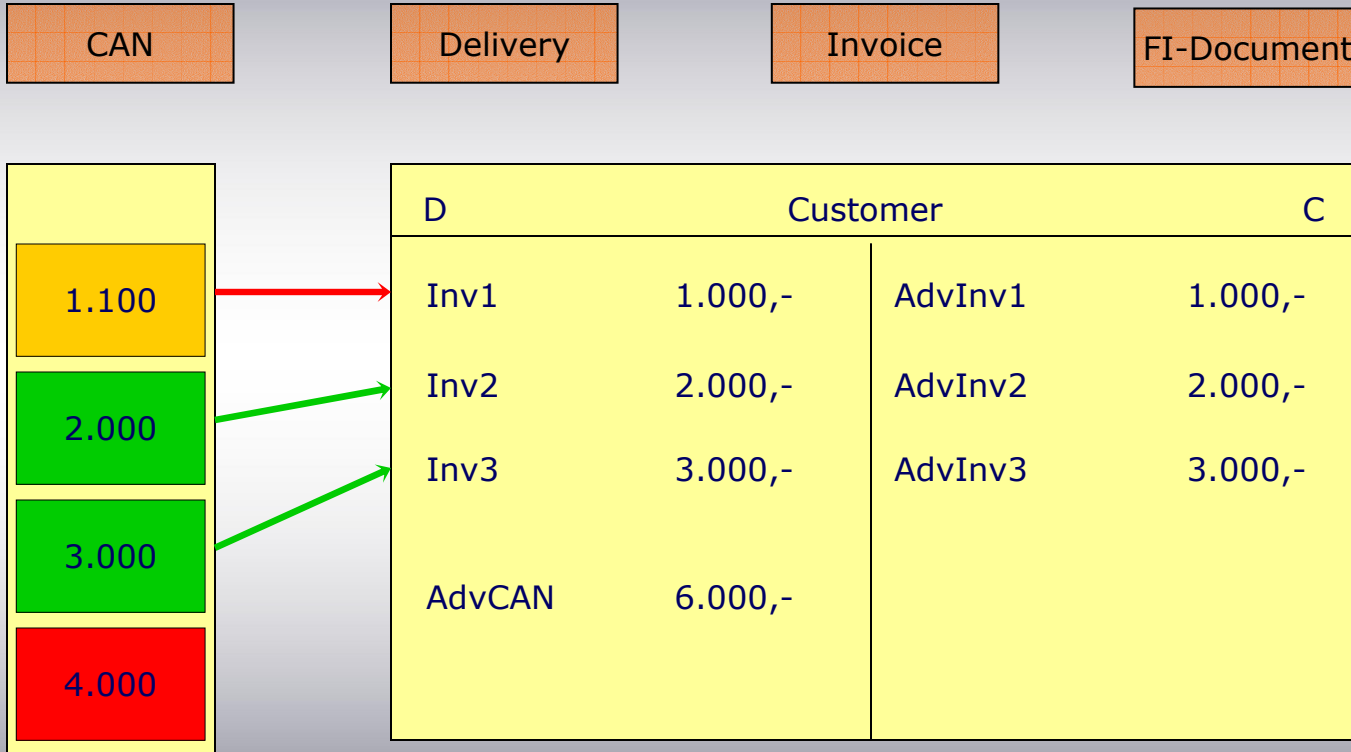 CAN Delivery Invoice FI-Document
D Customer C
1.100 Inv1 1.000,- AdvInv1 1.000,-
2.000 Inv2 2.000,- AdvInv2 2.000,-
3.000 Inv3 3.000,- AdvInv3 3.000,-
AdvCAN 6.000,-
4.000